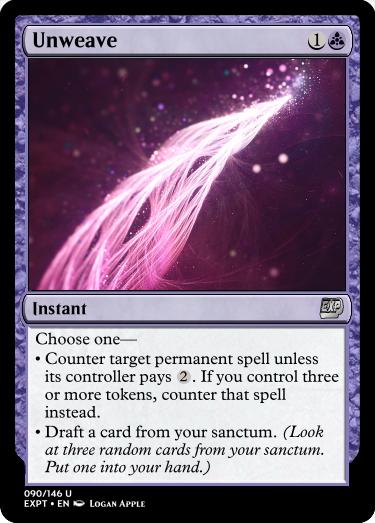 Unweave
1
Instant
EXP
Choose one—
• Counter target permanent spell unless
its controller pays 2. If you control three
or more tokens, counter that spell
instead.
• Draft a card from your sanctum. (Look
at three random cards from your sanctum.
Put one into your hand.)
090/146 U
EXPT • EN Logan Apple